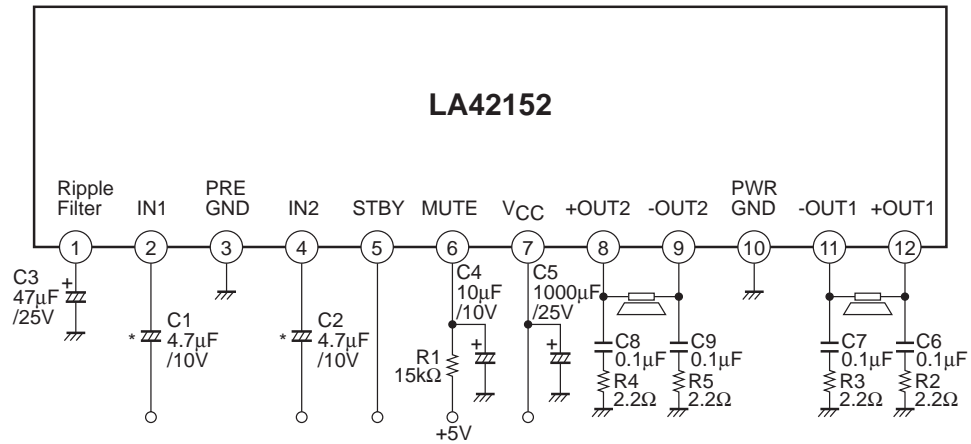 LA42152
Ripple
Filter
IN1
PRE
GND
IN2
STBY
MUTE
VCC
+OUT2
-OUT2
PWR
GND
-OUT1
+OUT1
1
2
3
4
5
6
7
8
9
10
11
12
C3
47µF
/25V
+
* C1
4.7µF
/10V
* C2
4.7µF
/10V
C4
10µF
/10V
+
R1
15kΩ
+5V
C5
1000µF
/25V
+
C8
0.1µF
R4
2.2Ω
C9
0.1µF
R5
2.2Ω
C7
0.1µF
R3
2.2Ω
C6
0.1µF
R2
2.2Ω